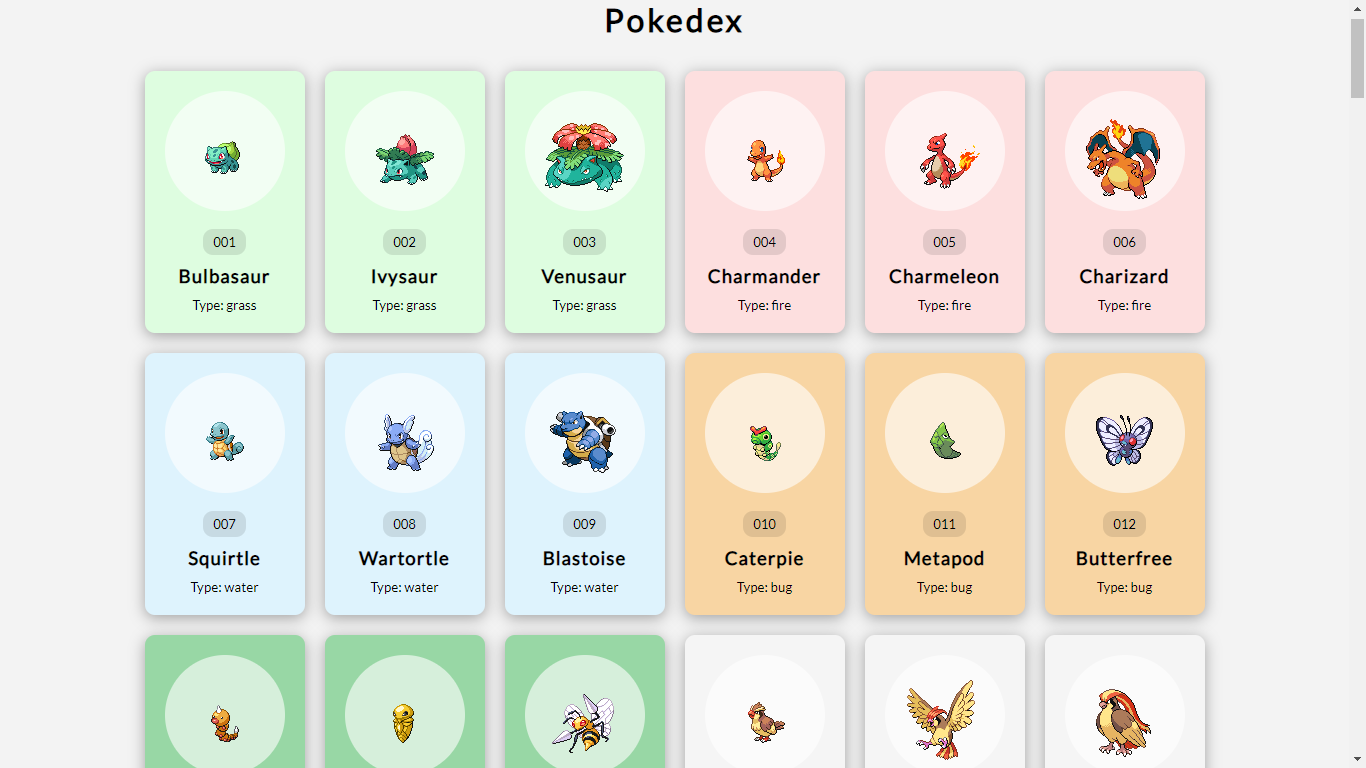 Pokedex
001 002 003 004 005 006
Bulbasaur Ivysaur Venusaur Charmander Charmeleon Charizard
Type: grass Type: grass Type: grass Type: fire Type: fire Type: fire
007 008 009 010 011 012
Squirtle Wartortle Blastoise Caterpie Metapod Butterfree
Type: water Type: water Type: water Type: bug Type: bug Type: bug